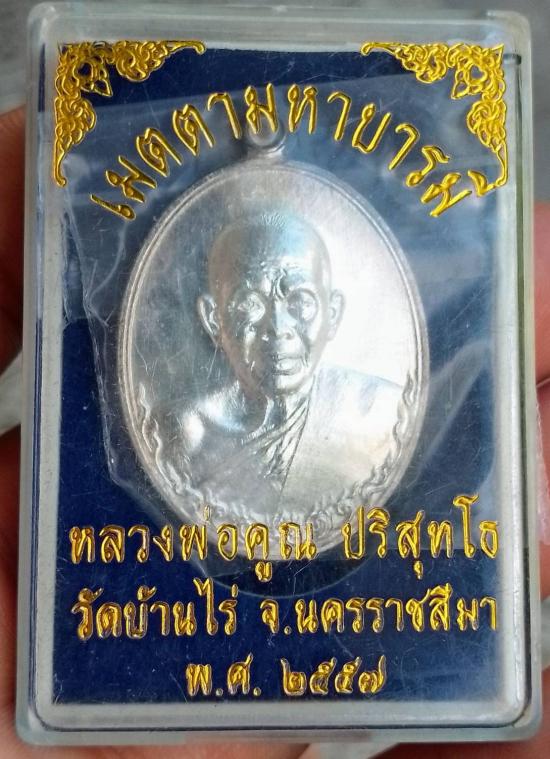 เมตตามหาบารมี
หลวงพ่อคูณ ปริสุทโธ
วัดบ้านไร่ จ.นครราชสีมา
พ.ศ. ๒๕๕๗